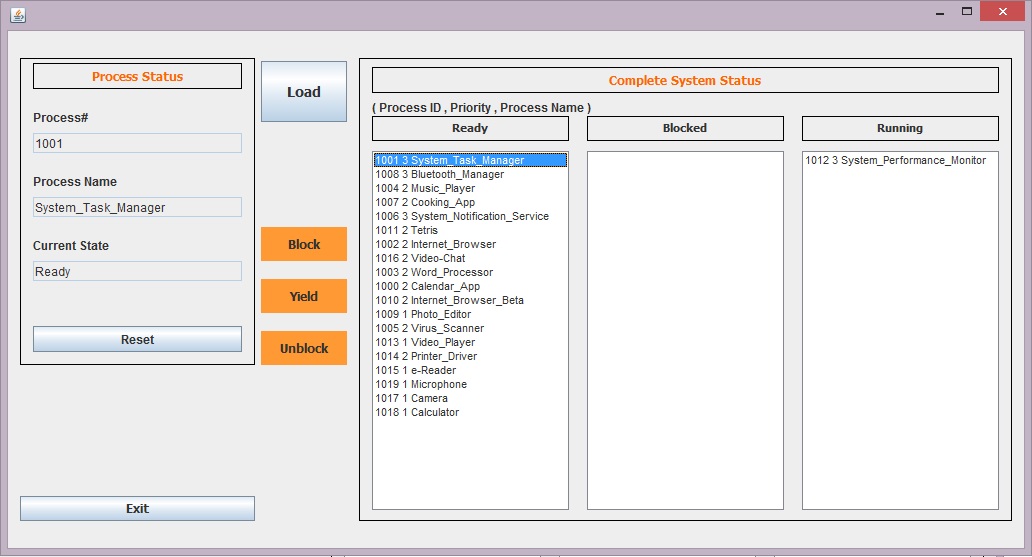 Process Status
Process#
1001
Process Name
System_Task_Manager
Current State
Ready
Reset
Exit
Load
Block
Yield
Unblock
Complete System Status
( Process ID , Priority , Process Name )
Ready
1001 3 System_Task_Manager
1008 3 Bluetooth_Manager
1004 2 Music_Player
1007 2 Cooking_App
1006 3 System_Notification_Service
1011 2 Tetris
1002 2 Internet_Browser
1016 2 Video-Chat
1003 2 Word_Processor
1000 2 Calendar_App
1010 2 Internet_Browser_Beta
1009 1 Photo_Editor
1005 2 Virus_Scanner
1013 1 Video_Player
1014 2 Printer_Driver
1015 1 e-Reader
1019 1 Microphone
1017 1 Camera
1018 1 Calculator
Blocked
Running
1012 3 System_Performance_Monitor